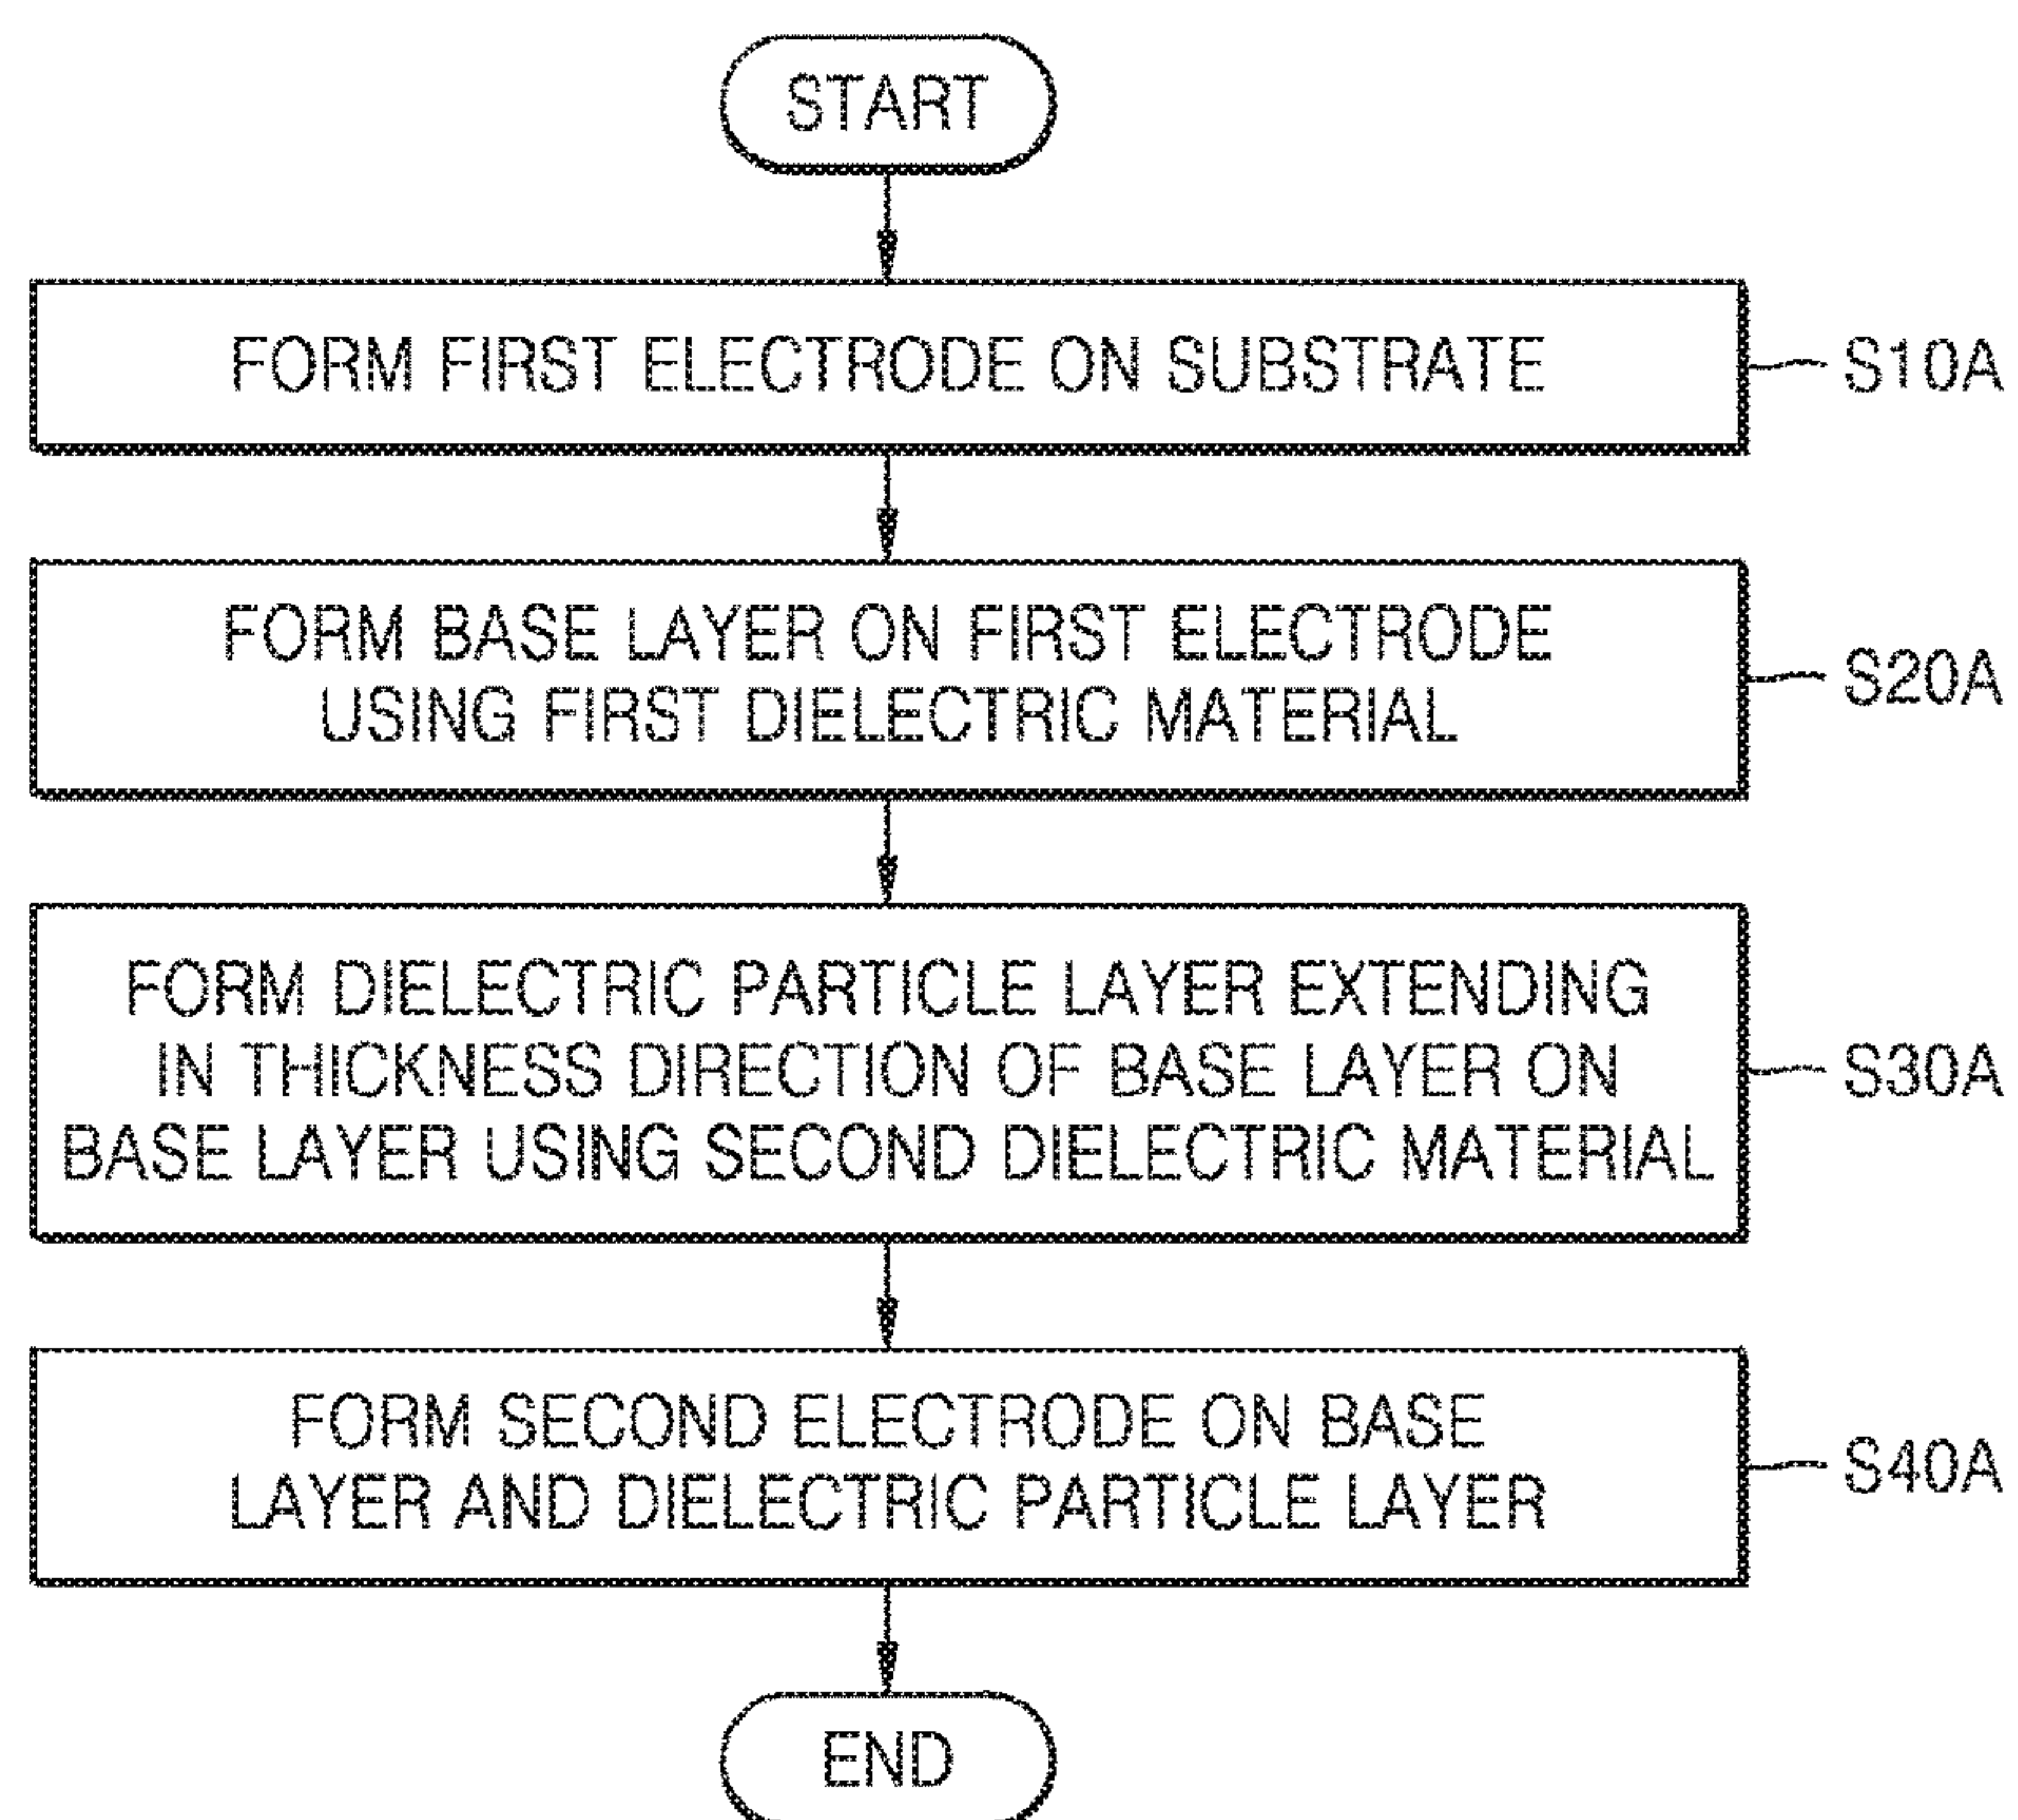 START
FORM FIRST ELECTRODE ON SUBSTRATE
S10A
FORM BASE LAYER ON FIRST ELECTRODE
USING FIRST DIELECTRIC MATERIAL
S20A
FORM DIELECTRIC PARTICLE LAYER EXTENDING
IN THICKNESS DIRECTION OF BASE LAYER ON
BASE LAYER USING SECOND DIELECTRIC MATERIAL
S30A
FORM SECOND ELECTRODE ON BASE
LAYER AND DIELECTRIC PARTICLE LAYER
S40A
END